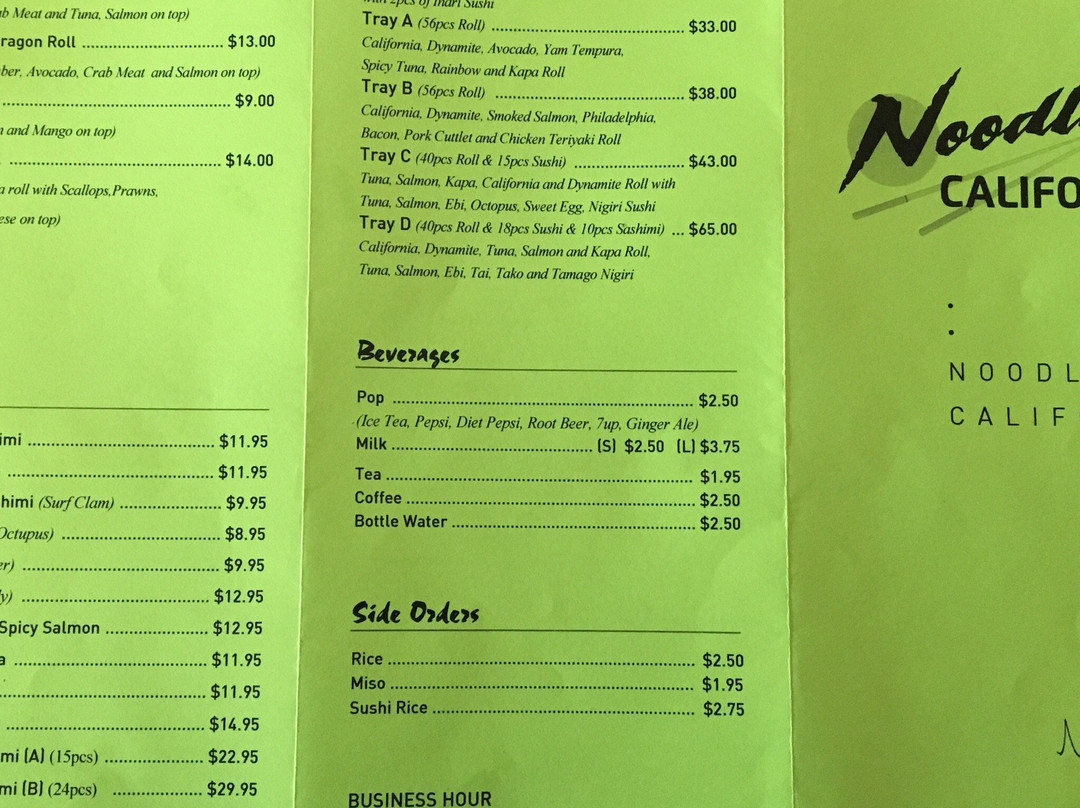 ab Meat and Tuna, Salmon on top)
ragon Roll ................................ $13.00
ber, Avocado, Crab Meat and Salmon on top)
................................ $9.00
and Mango on top)
................................ $14.00
a roll with Scallops,Prawns,
ese on top)
imi ................................ $11.95
................................ $11.95
himi (Surf Clam) ................................ $9.95
Octupus) ................................ $8.95
er) ................................ $9.95
y) ................................ $12.95
Spicy Salmon ................................ $12.95
a ................................ $11.95
................................ $11.95
................................ $14.95
mi (A) (15pcs) ................................ $22.95
mi (B) (24pcs) ................................ $29.95
with 2pcs of Inari Sushi
Tray A (56pcs Roll) ................................ $33.00
California, Dynamite, Avocado, Yam Tempura,
Spicy Tuna, Rainbow and Kapa Roll
Tray B (56pcs Roll) ................................ $38.00
California, Dynamite, Smoked Salmon, Philadelphia,
Bacon, Pork Cuttlet and Chicken Teriyaki Roll
Tray C (40pcs Roll & 15pcs Sushi) ................................ $43.00
Tuna, Salmon, Kapa, California and Dynamite Roll with
Tuna, Salmon, Ebi, Octopus, Sweet Egg, Nigiri Sushi
Tray D (40pcs Roll & 18pcs Sushi & 10pcs Sashimi) ... $65.00
California, Dynamite, Tuna, Salmon and Kapa Roll,
Tuna, Salmon, Ebi, Tai, Tako and Tamago Nigiri
Beverages
Pop ................................ $2.50
(Ice Tea, Pepsi, Diet Pepsi, Root Beer, 7up, Ginger Ale)
Milk ................................ (S) $2.50 (L) $3.75
Tea ................................ $1.95
Coffee ................................ $2.50
Bottle Water ................................ $2.50
Side Orders
Rice ................................ $2.50
Miso ................................ $1.95
Sushi Rice ................................ $2.75
BUSINESS HOUR
Noodl
CALIFO
:
NOODL
CALIF